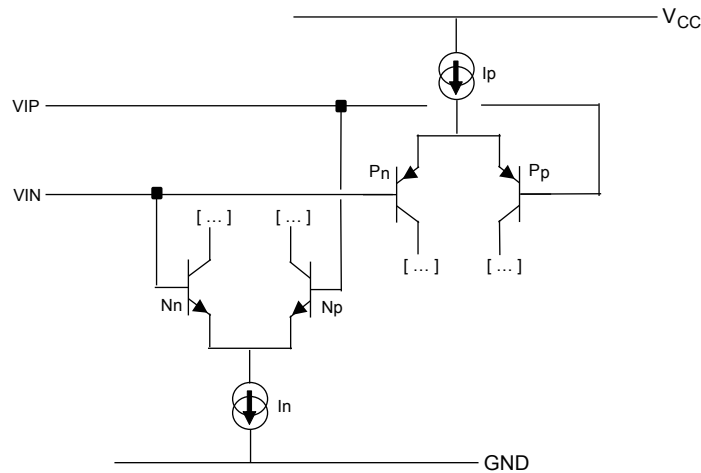 VCC
Ip
VIP
Pn
Pp
VIN
[ ... ]
[ ... ]
[ ... ]
[ ... ]
Nn
Np
In
GND